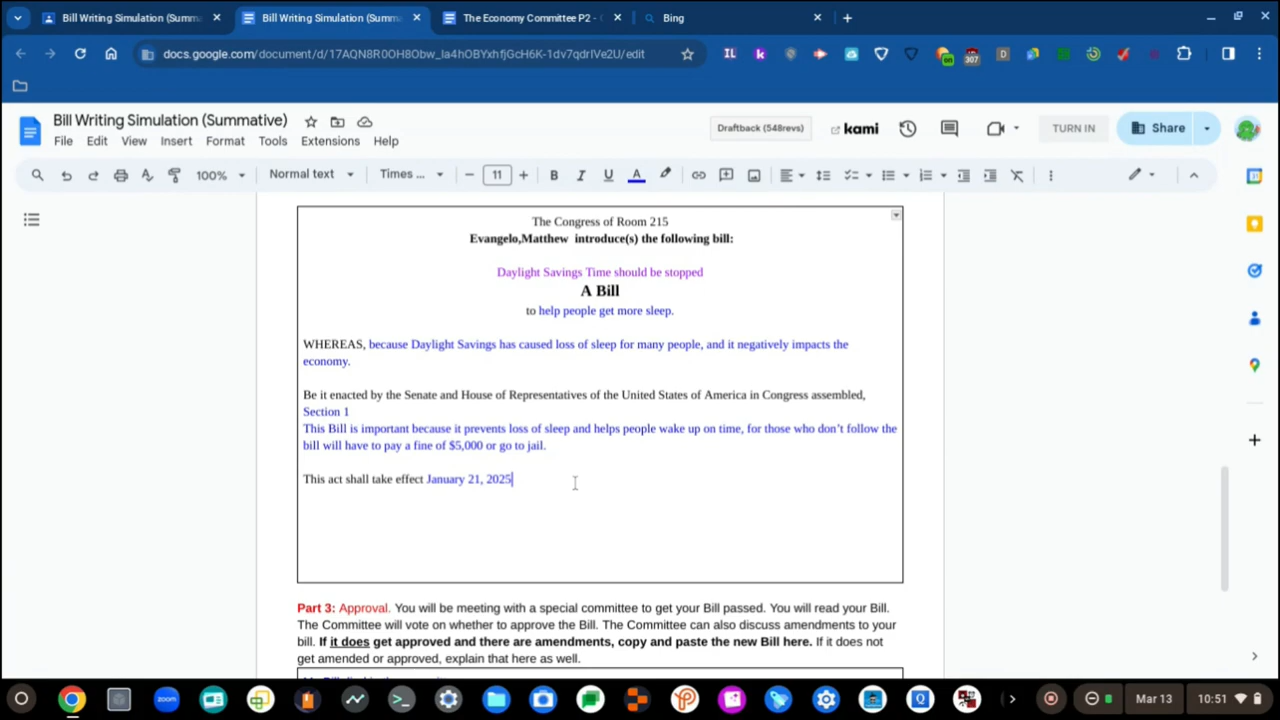 Bill Writing Simulation (Summ
Bill Writing Simulation (Summ
The Economy Committee P2 -
Bing
docs.google.com/document/d/17AQN8R0OH8Obw_Ia4hOBYxhfjGcH6K-1dv7qdrIVe2U/edit
on
307
Bill Writing Simulation (Summative)
Draftback (548revs)
kami
TURN IN
Share
File Edit View Insert Format Tools Extensions Help
100% Normal text Times ... 11 B I U A
The Congress of Room 215
Evangelo,Matthew introduce(s) the following bill:
Daylight Savings Time should be stopped
A Bill
to help people get more sleep.
WHEREAS, because Daylight Savings has caused loss of sleep for many people, and it negatively impacts the
economy.
Be it enacted by the Senate and House of Representatives of the United States of America in Congress assembled,
Section 1
This Bill is important because it prevents loss of sleep and helps people wake up on time, for those who don't follow the
bill will have to pay a fine of $5,000 or go to jail.
This act shall take effect January 21, 2025
Part 3: Approval. You will be meeting with a special committee to get your Bill passed. You will read your Bill.
The Committee will vote on whether to approve the Bill. The Committee can also discuss amendments to your
bill. If it does get approved and there are amendments, copy and paste the new Bill here. If it does not
get amended or approved, explain that here as well.
zoom
Mar 13
10:51